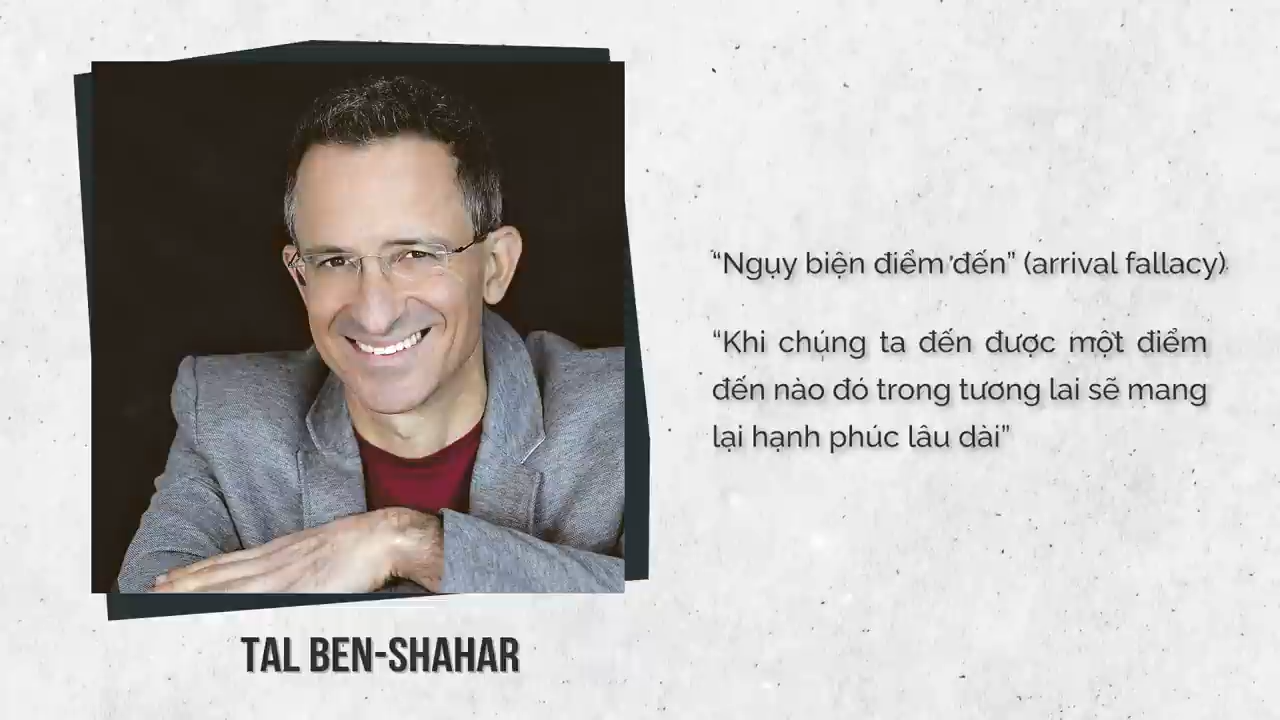 “Ngụy biện điểm đến” (arrival fallacy)
“Khi chúng ta đến được một điểm
đến nào đó trong tương lai sẽ mang
lại hạnh phúc lâu dài”
TAL BEN-SHAHAR